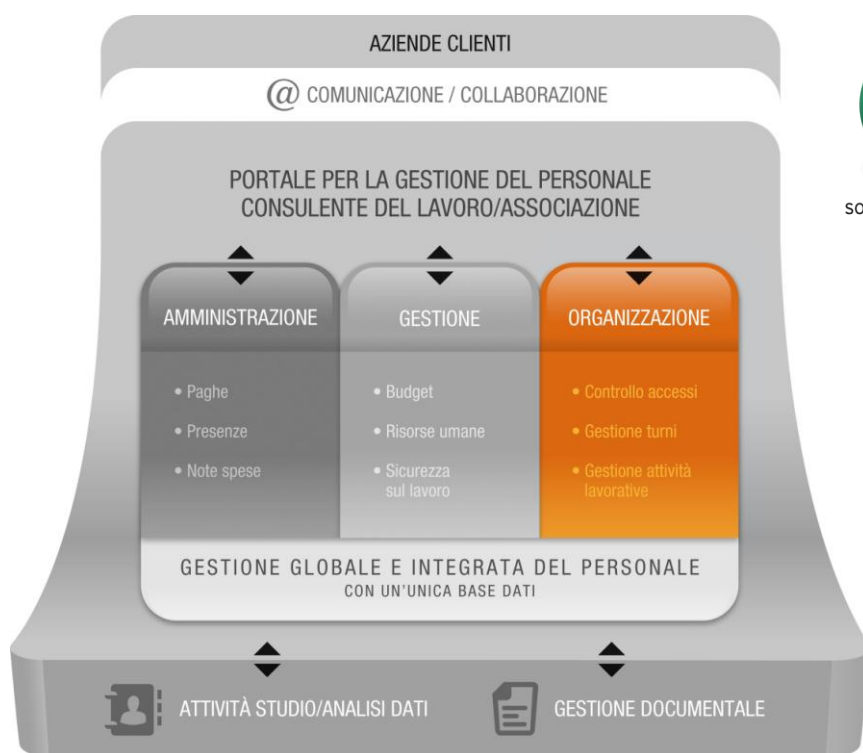 AZIENDE CLIENTI
@ COMUNICAZIONE / COLLABORAZIONE
PORTALE PER LA GESTIONE DEL PERSONALE
CONSULENTE DEL LAVORO/ASSOCIAZIONE
AMMINISTRAZIONE
• Paghe
• Presenze
• Note spese
GESTIONE
• Budget
• Risorse umane
• Sicurezza
sul lavoro
ORGANIZZAZIONE
• Controllo accessi
• Gestione turni
• Gestione attività
lavorative
GESTIONE GLOBALE E INTEGRATA DEL PERSONALE
CON UN'UNICA BASE DATI
ATTIVITÀ STUDIO/ANALISI DATI
GESTIONE DOCUMENTALE